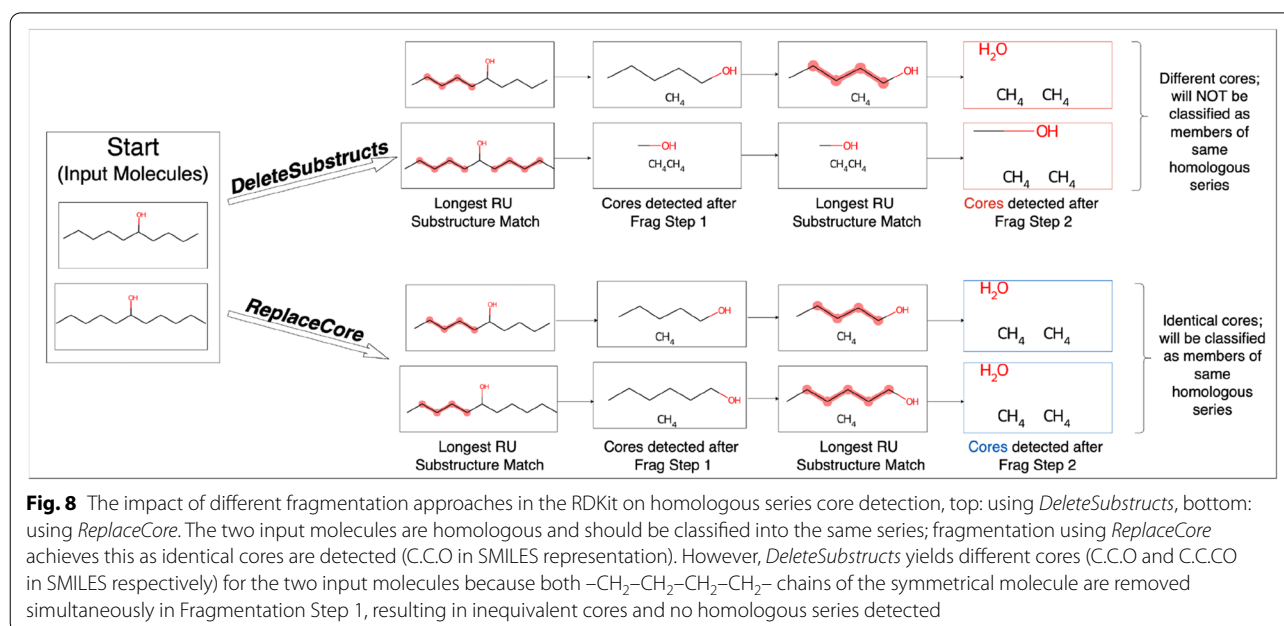 Start
(Input Molecules)
OH
OH
DeleteSubstructs
ReplaceCore
OH
OH
CH4
OH
CH4
H2O
CH4 CH4
OH
OH
CH4CH4
OH
CH4CH4
OH
CH4 CH4
Longest RU
Substructure Match
Cores detected after
Frag Step 1
Longest RU
Substructure Match
Cores detected after
Frag Step 2
Different cores;
will NOT be
classified as
members of
same
homologous
series
OH
OH
CH4
OH
CH4
H2O
CH4 CH4
OH
OH
CH4
OH
CH4
H2O
CH4 CH4
Longest RU
Substructure Match
Cores detected after
Frag Step 1
Longest RU
Substructure Match
Cores detected after
Frag Step 2
Identical cores;
will be classified
as members of
same
homologous
series
Fig. 8 The impact of different fragmentation approaches in the RDKit on homologous series core detection, top: using DeleteSubstructs, bottom:
using ReplaceCore. The two input molecules are homologous and should be classified into the same series; fragmentation using ReplaceCore
achieves this as identical cores are detected (C.C.O in SMILES representation). However, DeleteSubstructs yields different cores (C.C.O and C.C.CO
in SMILES respectively) for the two input molecules because both –CH2–CH2–CH2–CH2– chains of the symmetrical molecule are removed
simultaneously in Fragmentation Step 1, resulting in inequivalent cores and no homologous series detected